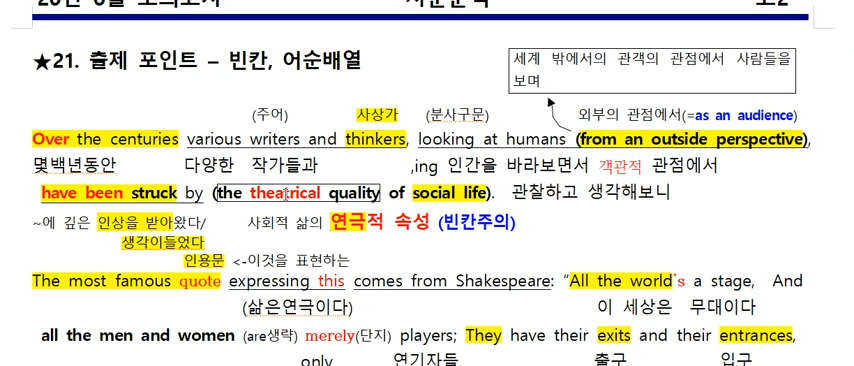 ★21. 출제 포인트 – 빈칸, 어순배열
세계 밖에서의 관객의 관점에서 사람들을
보며
(주어) 사상가 (분사구문) 외부의 관점에서(=as an audience)
Over the centuries various writers and thinkers, looking at humans (from an outside perspective),
몇백년동안 다양한 작가들과 ,ing 인간을 바라보면서 객관적 관점에서
have been struck by (the theatrical quality of social life). 관찰하고 생각해보니
~에 깊은 인상을 받아왔다/ 사회적 삶의 연극적 속성 (빈칸주의)
생각이들었다
인용문 <-이것을 표현하는
The most famous quote expressing this comes from Shakespeare: “All the world's a stage, And
(삶은연극이다) 이 세상은 무대이다
all the men and women (are생략) merely(단지) players; They have their exits and their entrances,
only 연기자들 출구 입구